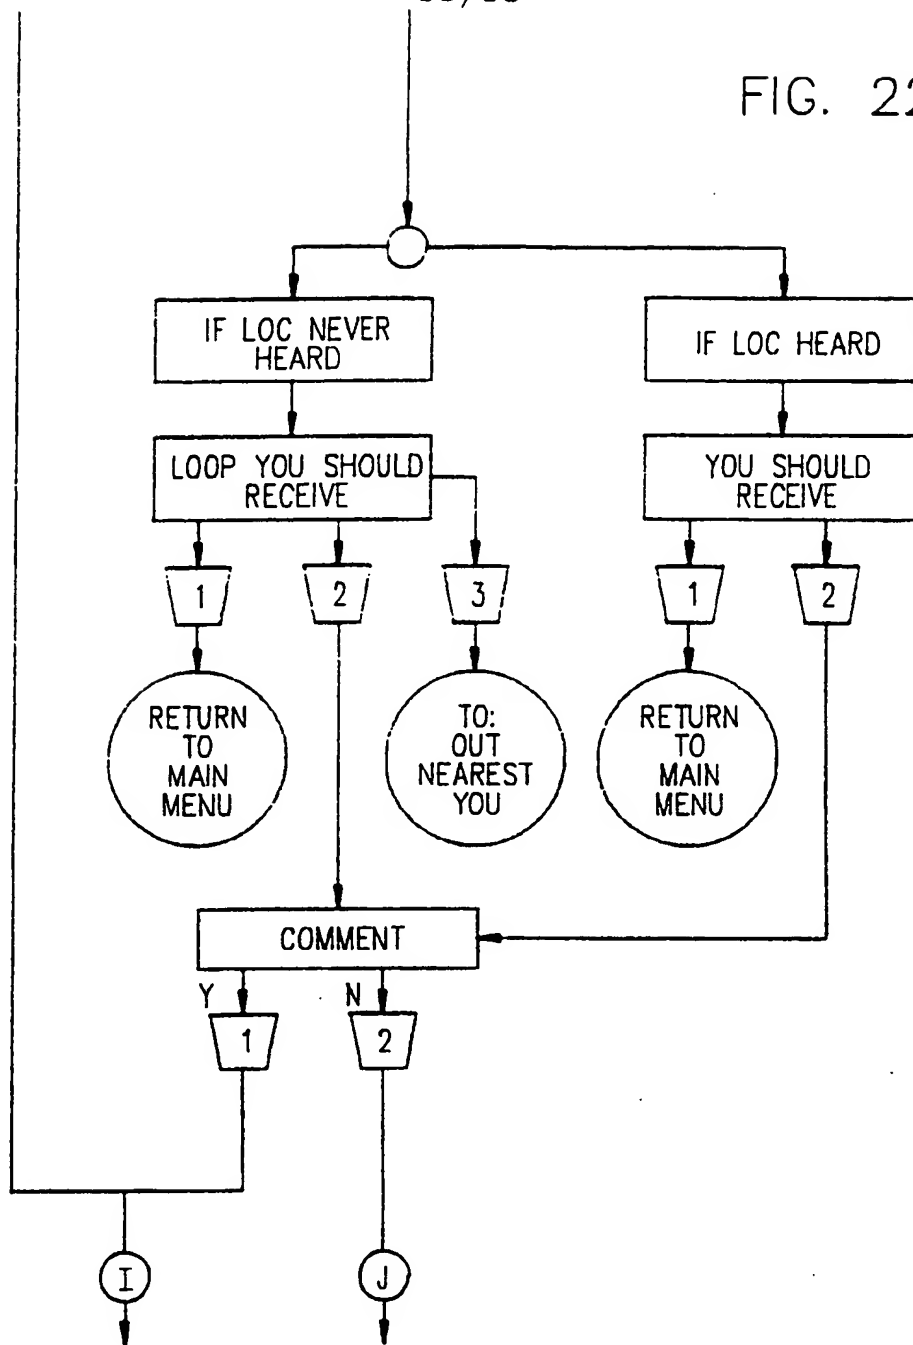 FIG. 22
IF LOC NEVER
HEARD
IF LOC HEARD
LOOP YOU SHOULD
RECEIVE
YOU SHOULD
RECEIVE
1
2
3
1
2
RETURN
TO
MAIN
MENU
TO:
OUT
NEAREST
YOU
RETURN
TO
MAIN
MENU
COMMENT
Y
N
1
2
I
J